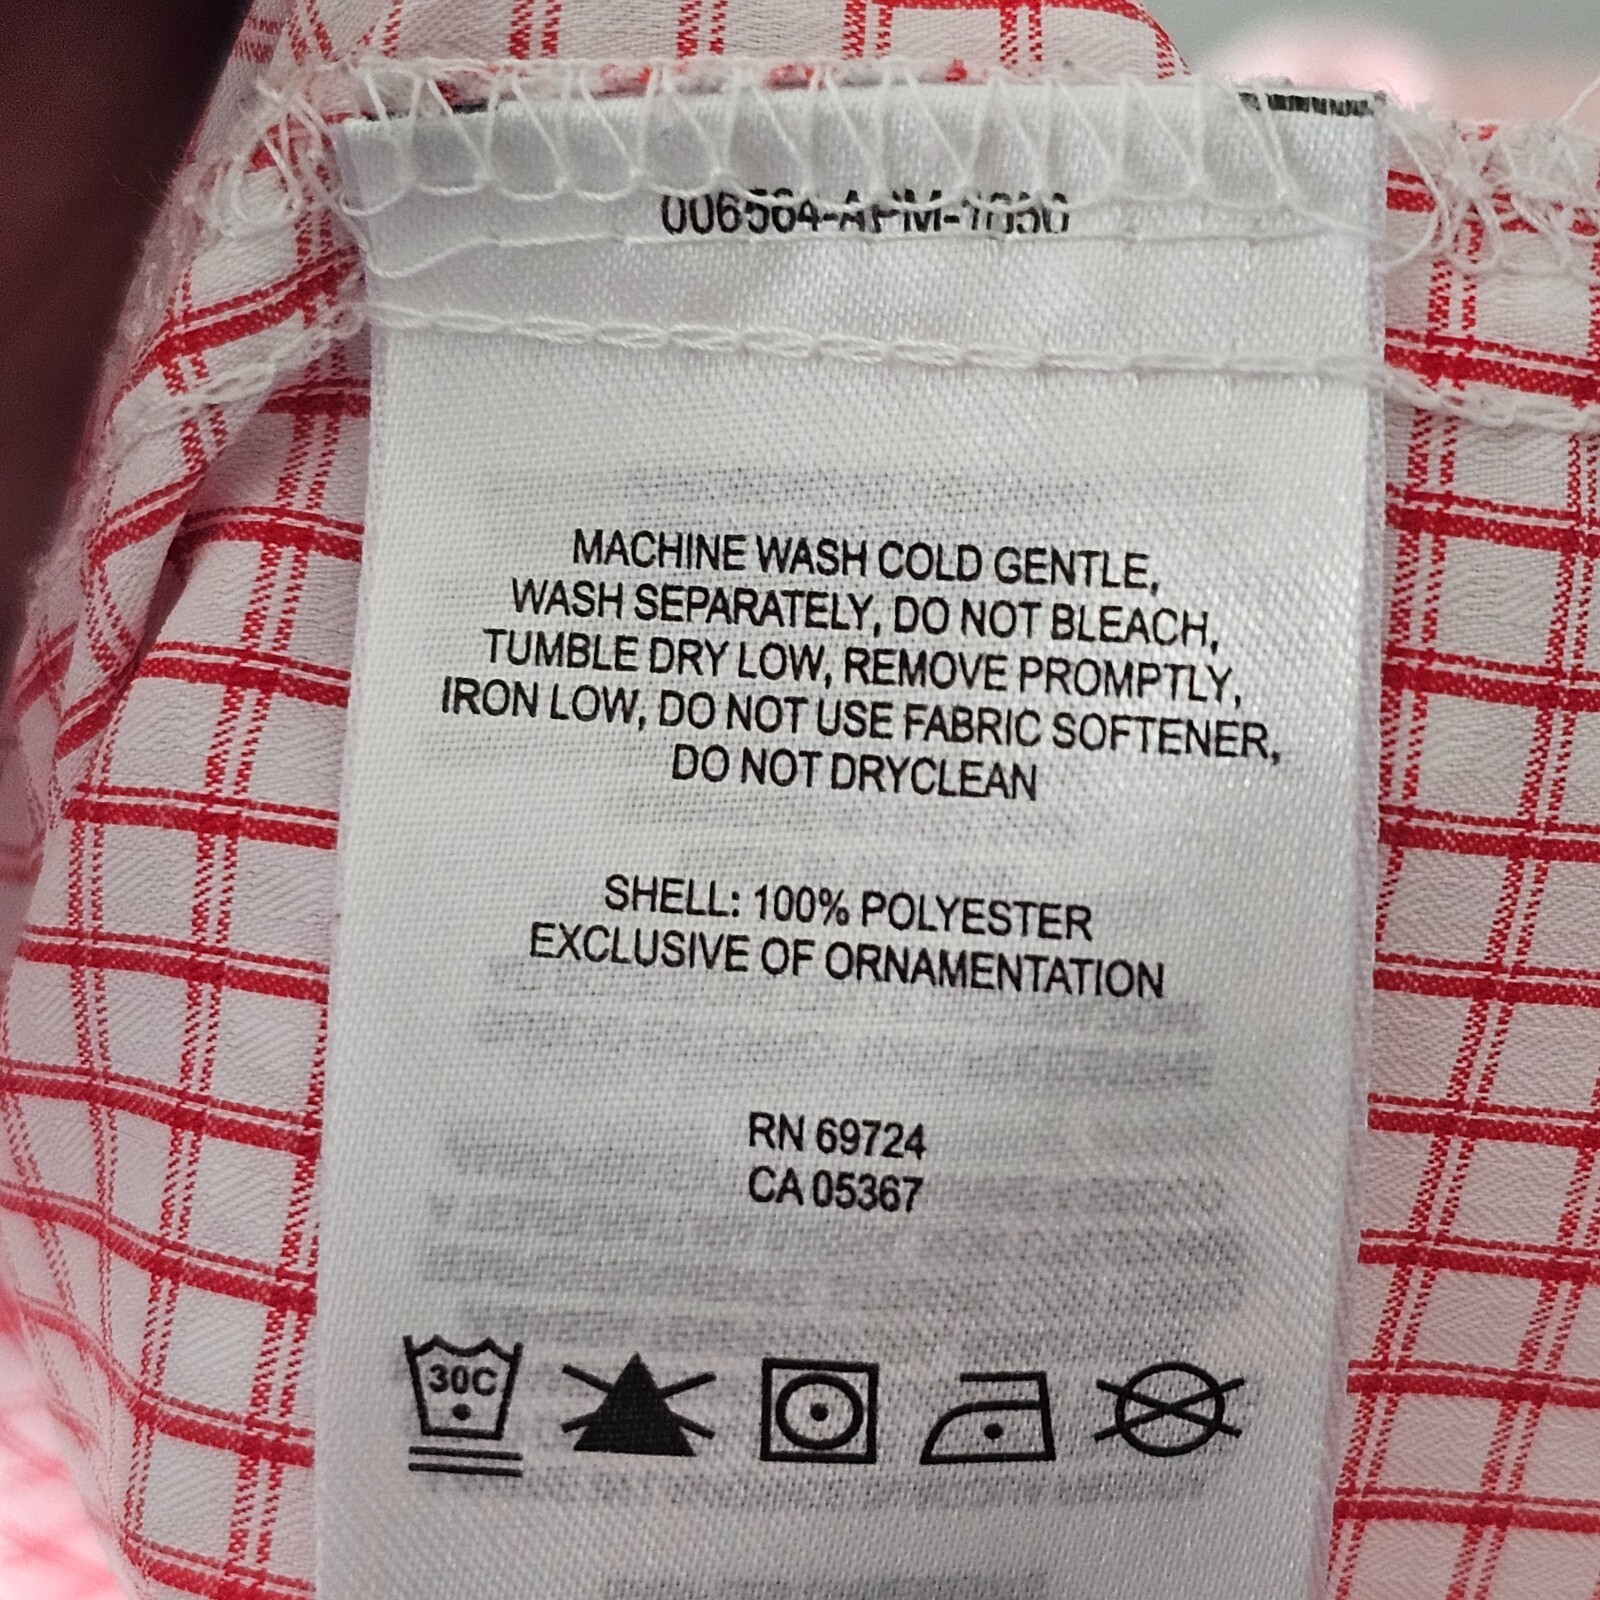 MACHINE WASH COLD GENTLE,
WASH SEPARATELY, DO NOT BLEACH,
TUMBLE DRY LOW, REMOVE PROMPTLY,
IRON LOW, DO NOT USE FABRIC SOFTENER,
DO NOT DRYCLEAN
SHELL: 100% POLYESTER
EXCLUSIVE OF ORNAMENTATION
RN 69724
CA 05367
30C